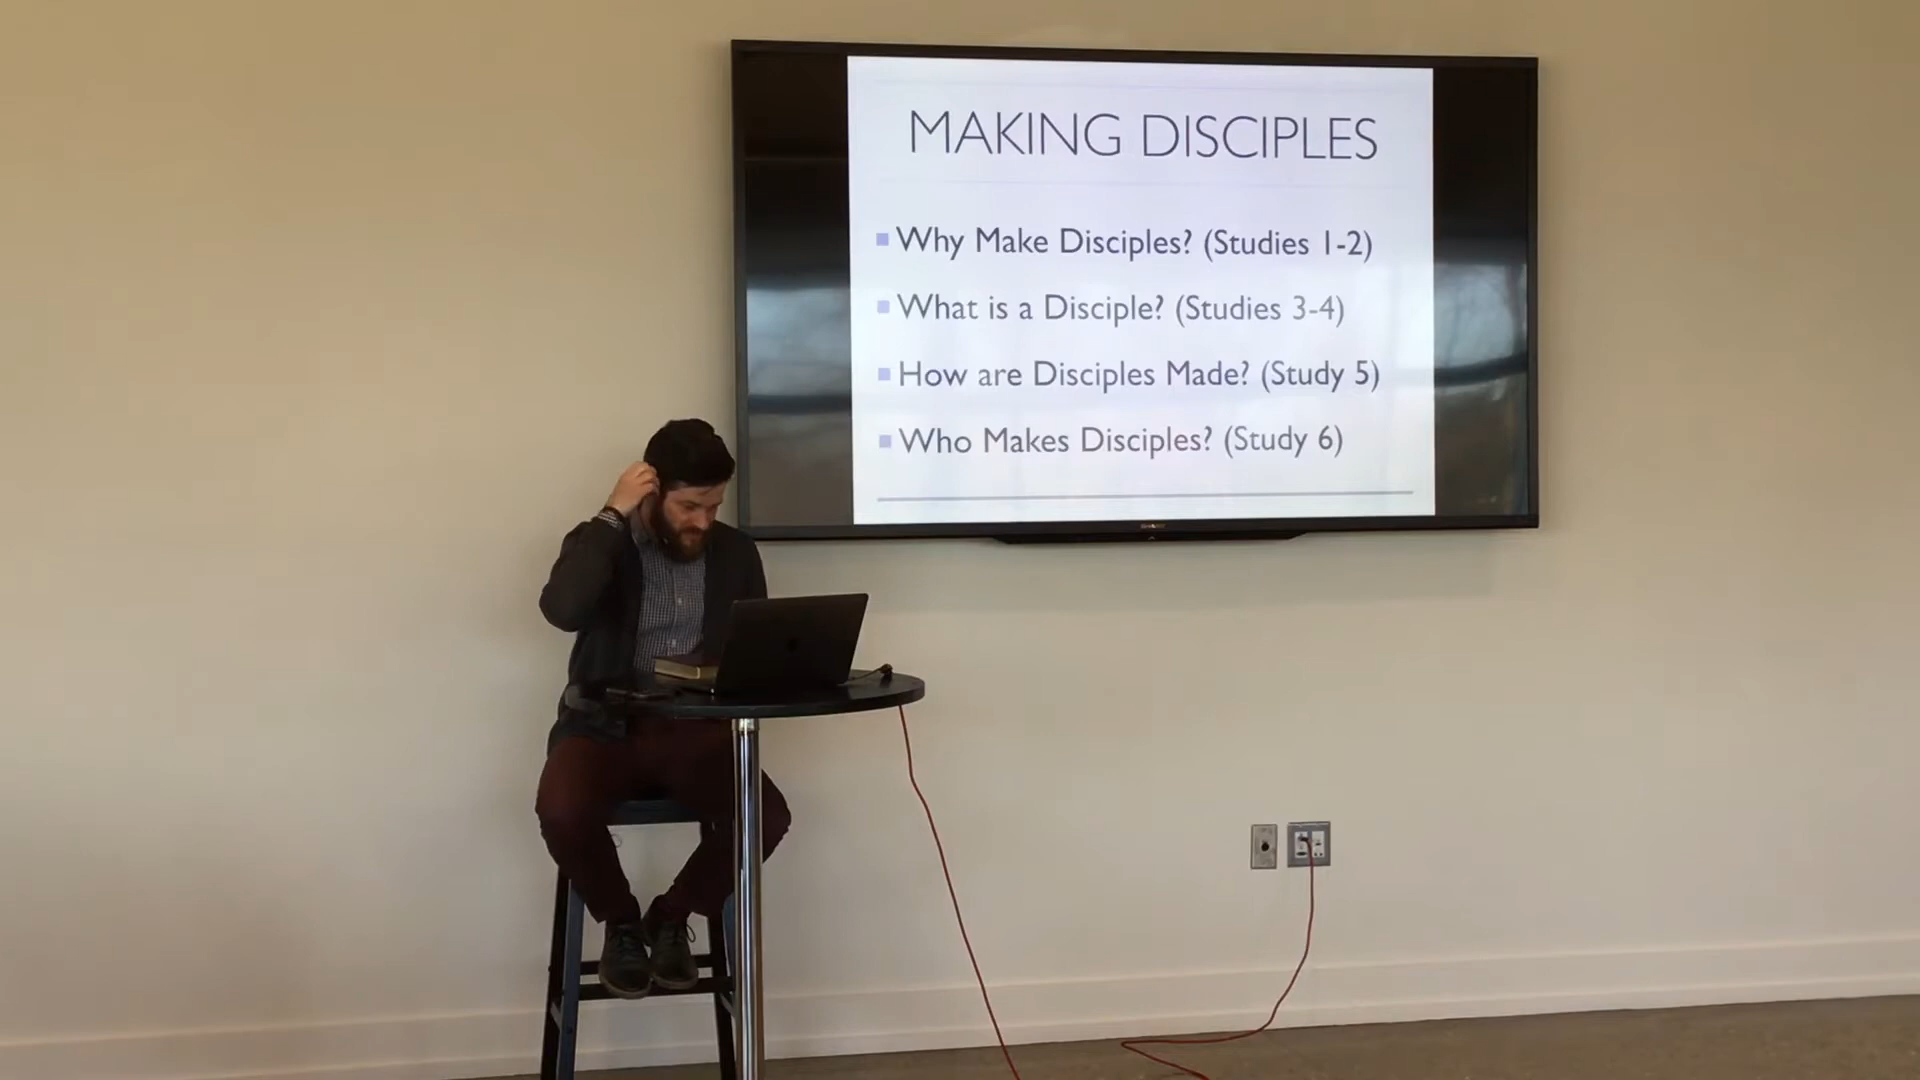 MAKING DISCIPLES
Why Make Disciples? (Studies 1-2)
What is a Disciple? (Studies 3-4)
How are Disciples Made? (Study 5)
Who Makes Disciples? (Study 6)